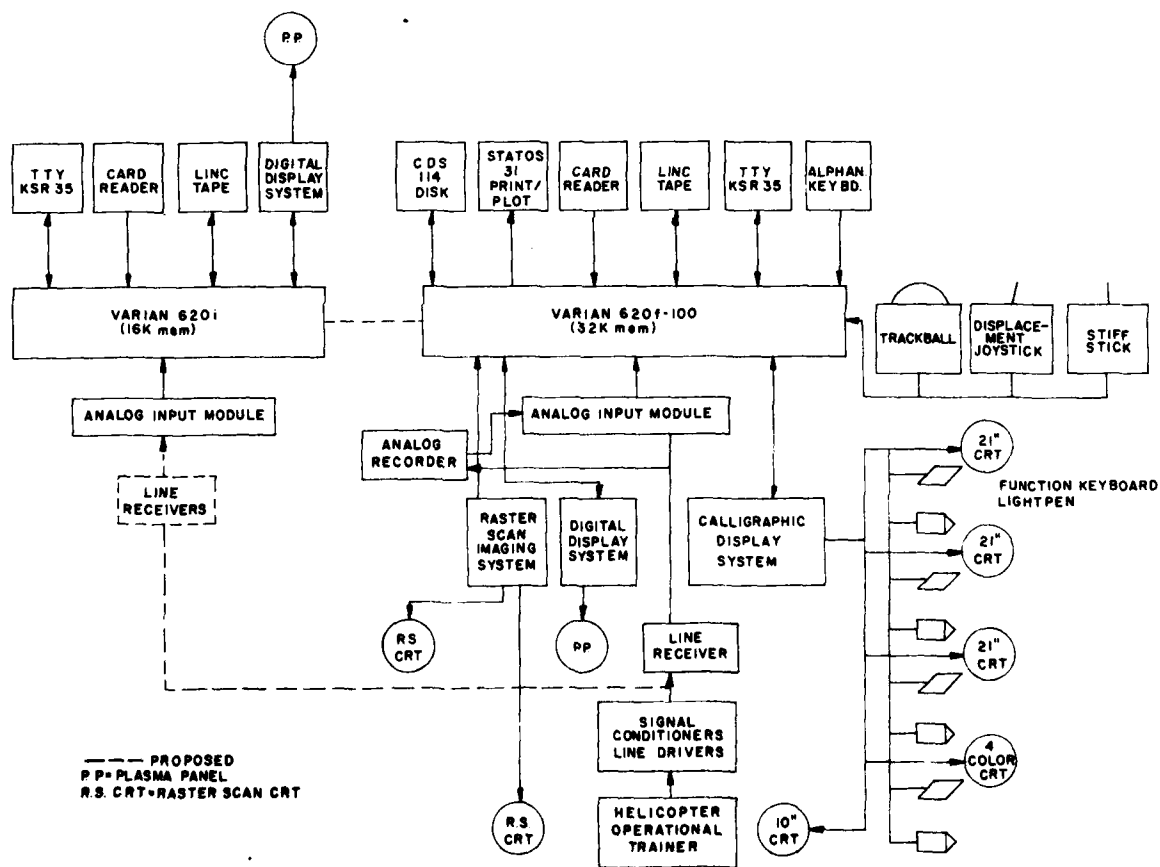 P.P.
TTY
KSR 35
CARD
READER
LINC
TAPE
DIGITAL
DISPLAY
SYSTEM
CDS
114
DISK
STATOS
31
PRINT/
PLOT
CARD
READER
LINC
TAPE
TTY
KSR 35
ALPHAN.
KEY BD.
VARIAN 620i
(16K mem)
VARIAN 620f-100
(32K mem)
TRACKBALL
DISPLACE-
MENT
JOYSTICK
STIFF
STICK
ANALOG INPUT MODULE
ANALOG INPUT MODULE
ANALOG
RECORDER
LINE
RECEIVERS
RASTER
SCAN
IMAGING
SYSTEM
DIGITAL
DISPLAY
SYSTEM
CALLIGRAPHIC
DISPLAY
SYSTEM
21"
CRT
FUNCTION KEYBOARD
LIGHTPEN
21"
CRT
RS
CRT
PP
LINE
RECEIVER
21"
CRT
SIGNAL
CONDITIONERS
LINE DRIVERS
4
COLOR
CRT
PROPOSED
P.P=PLASMA PANEL
R.S. CRT=RASTER SCAN CRT
R.S.
CRT
HELICOPTER
OPERATIONAL
TRAINER
10"
CRT